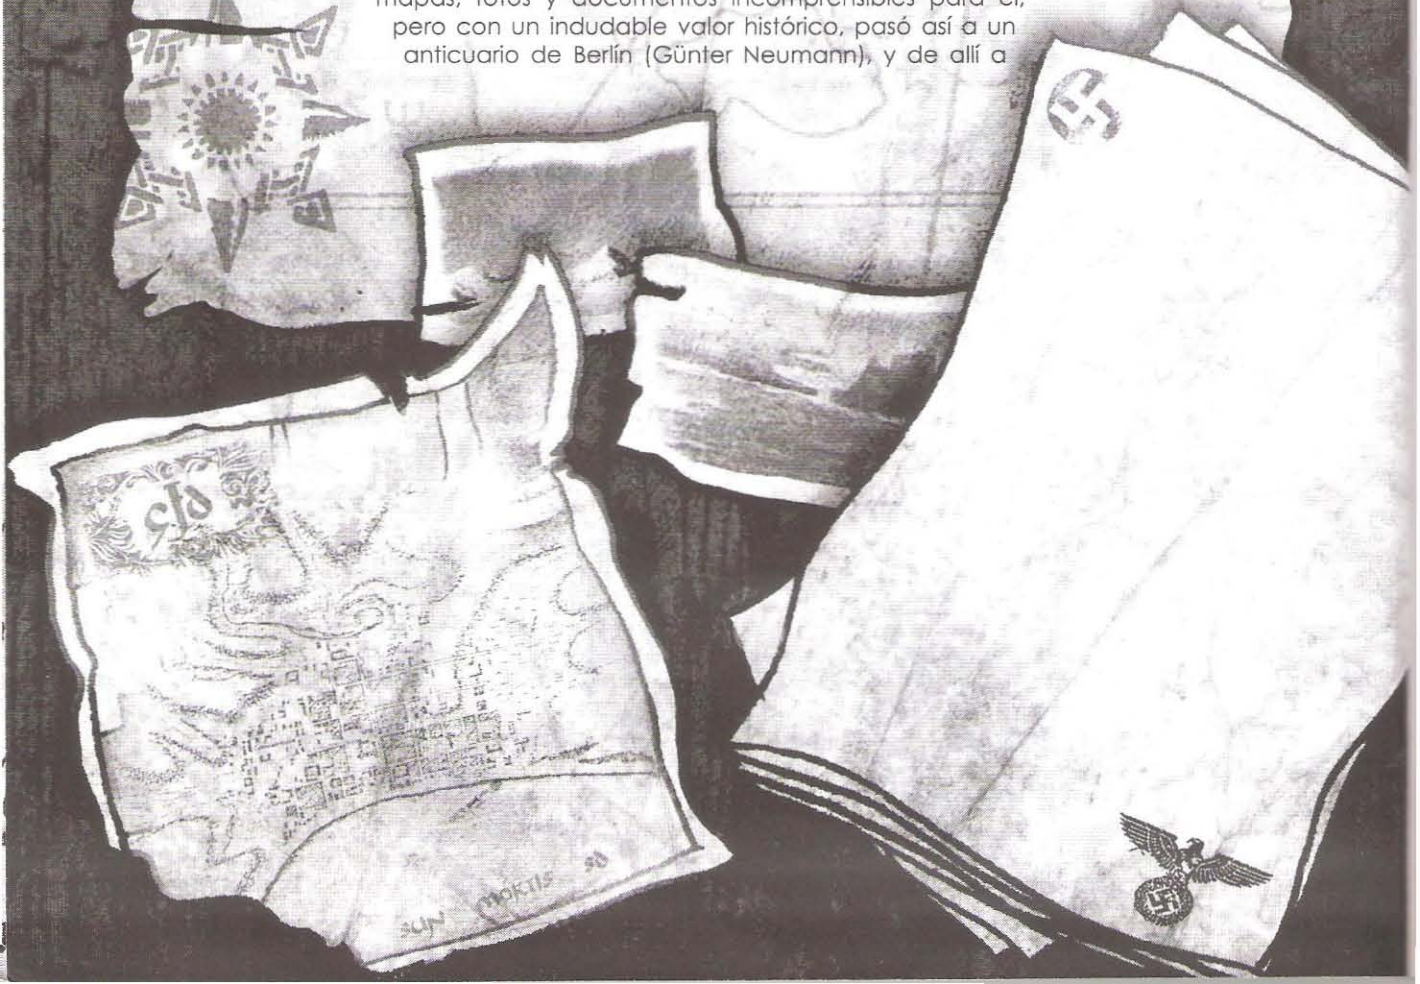 mapas, fotos y documentos incomprensibles para él,
pero con un indudable valor histórico, pasó así a un
anticuario de Berlín (Günter Neumann), y de allí a